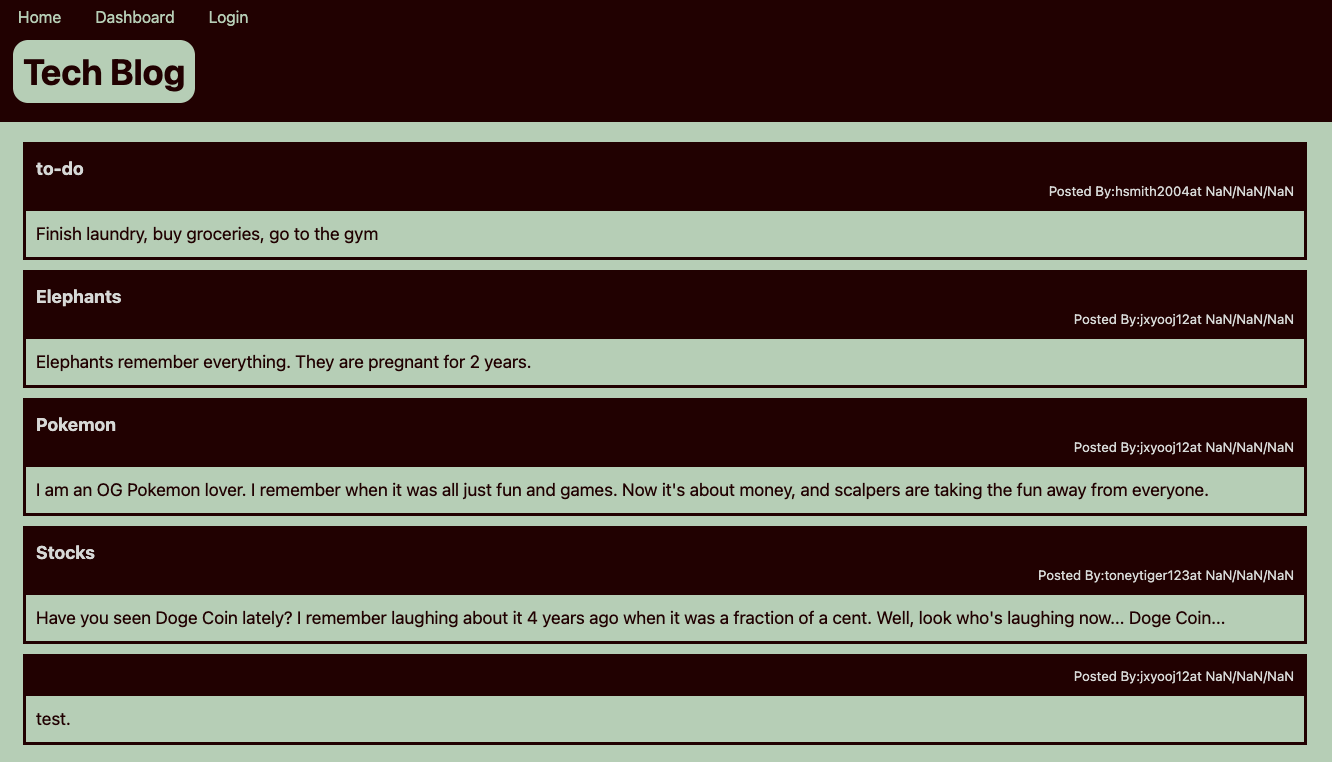 Home Dashboard Login
Tech Blog
to-do
Posted By:hsmith2004at NaN/NaN/NaN
Finish laundry, buy groceries, go to the gym
Elephants
Posted By:jxyooj12at NaN/NaN/NaN
Elephants remember everything. They are pregnant for 2 years.
Pokemon
Posted By:jxyooj12at NaN/NaN/NaN
I am an OG Pokemon lover. I remember when it was all just fun and games. Now it's about money, and scalpers are taking the fun away from everyone.
Stocks
Posted By:toneytiger123at NaN/NaN/NaN
Have you seen Doge Coin lately? I remember laughing about it 4 years ago when it was a fraction of a cent. Well, look who's laughing now... Doge Coin...
Posted By:jxyooj12at NaN/NaN/NaN
test.